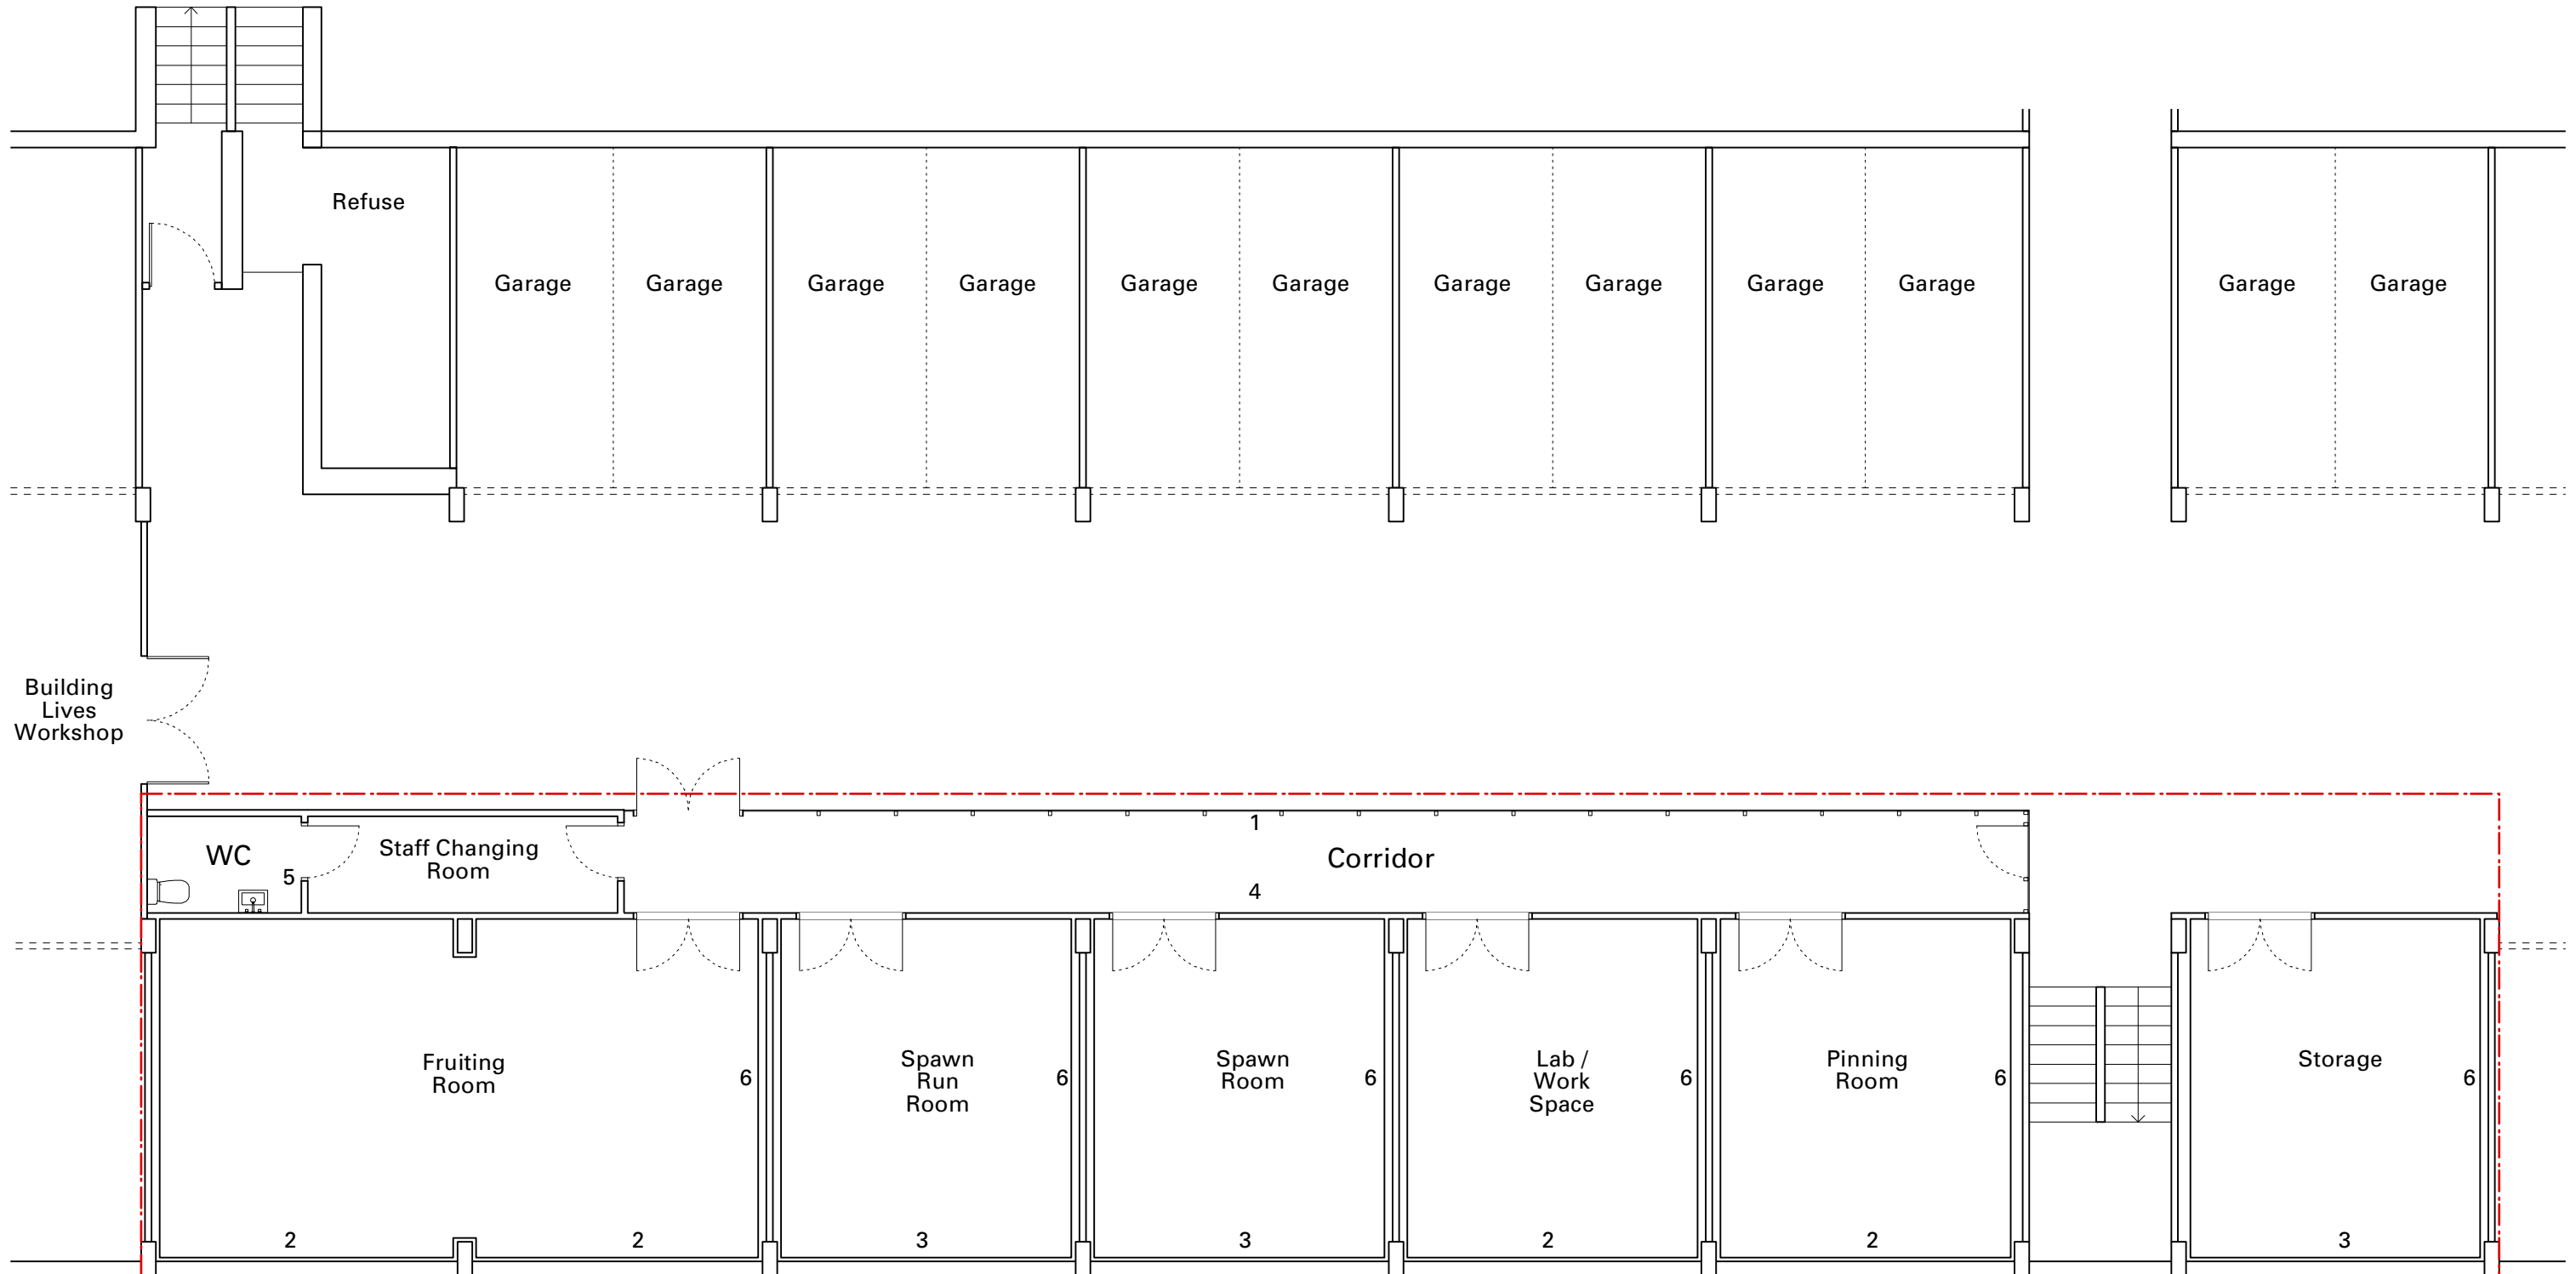 Refuse
Garage
Garage
Garage
Garage
Garage
Garage
Garage
Garage
Garage
Garage
Garage
Garage
Building
Lives
Workshop
WC
5
Staff Changing
Room
1
Corridor
4
Fruiting
Room
6
Spawn
Run
Room
6
Spawn
Room
6
Lab /
Work
Space
6
Pinning
Room
6
Storage
6
2
2
3
3
2
2
3